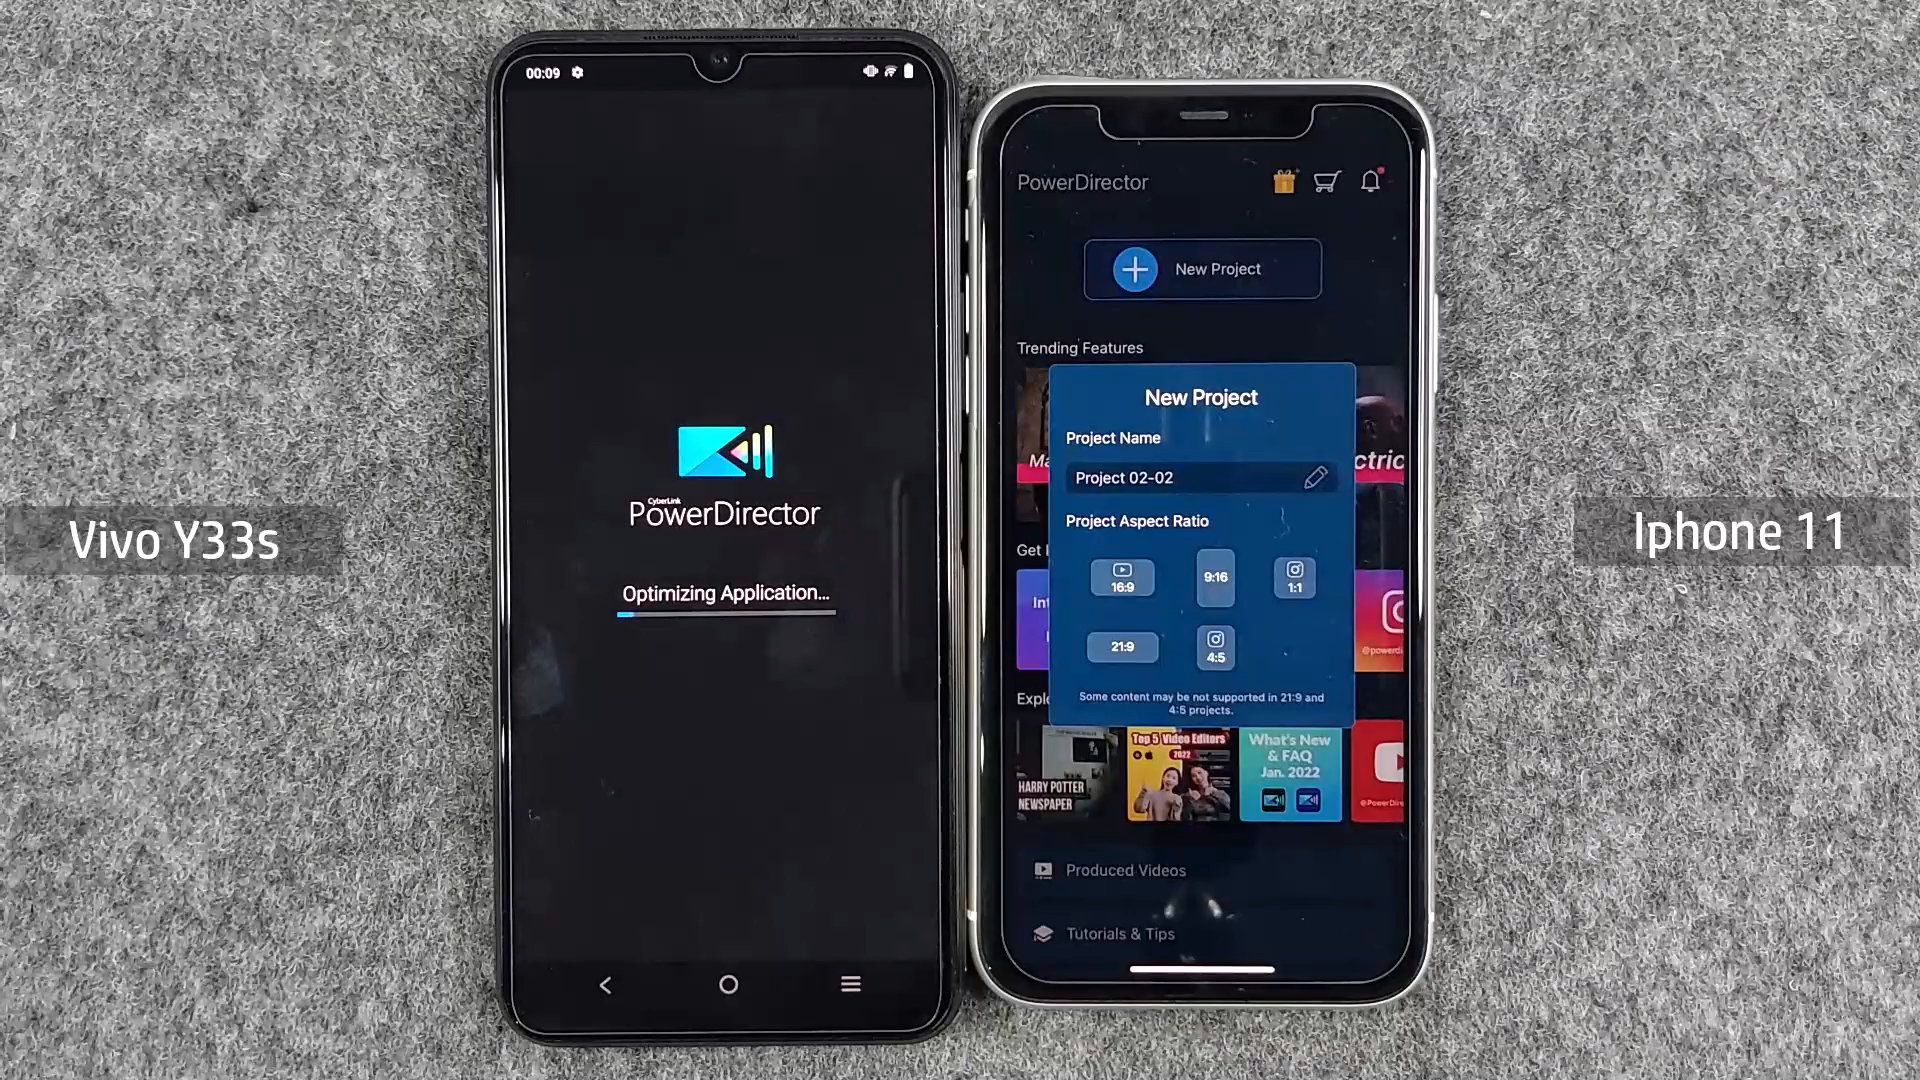 00:09
CyberLink
PowerDirector
Optimizing Application...
Vivo Y33s
PowerDirector
New Project
Trending Features
New Project
Project Name
Project 02-02
Project Aspect Ratio
16:9
9:16
1:1
21:9
4:5
Some content may be not supported in 21:9 and
4:5 projects.
Top 5 Video Editors
2022
HARRY POTTER
NEWSPAPER
What's New
& FAQ
Jan. 2022
Produced Videos
Tutorials & Tips
Iphone 11